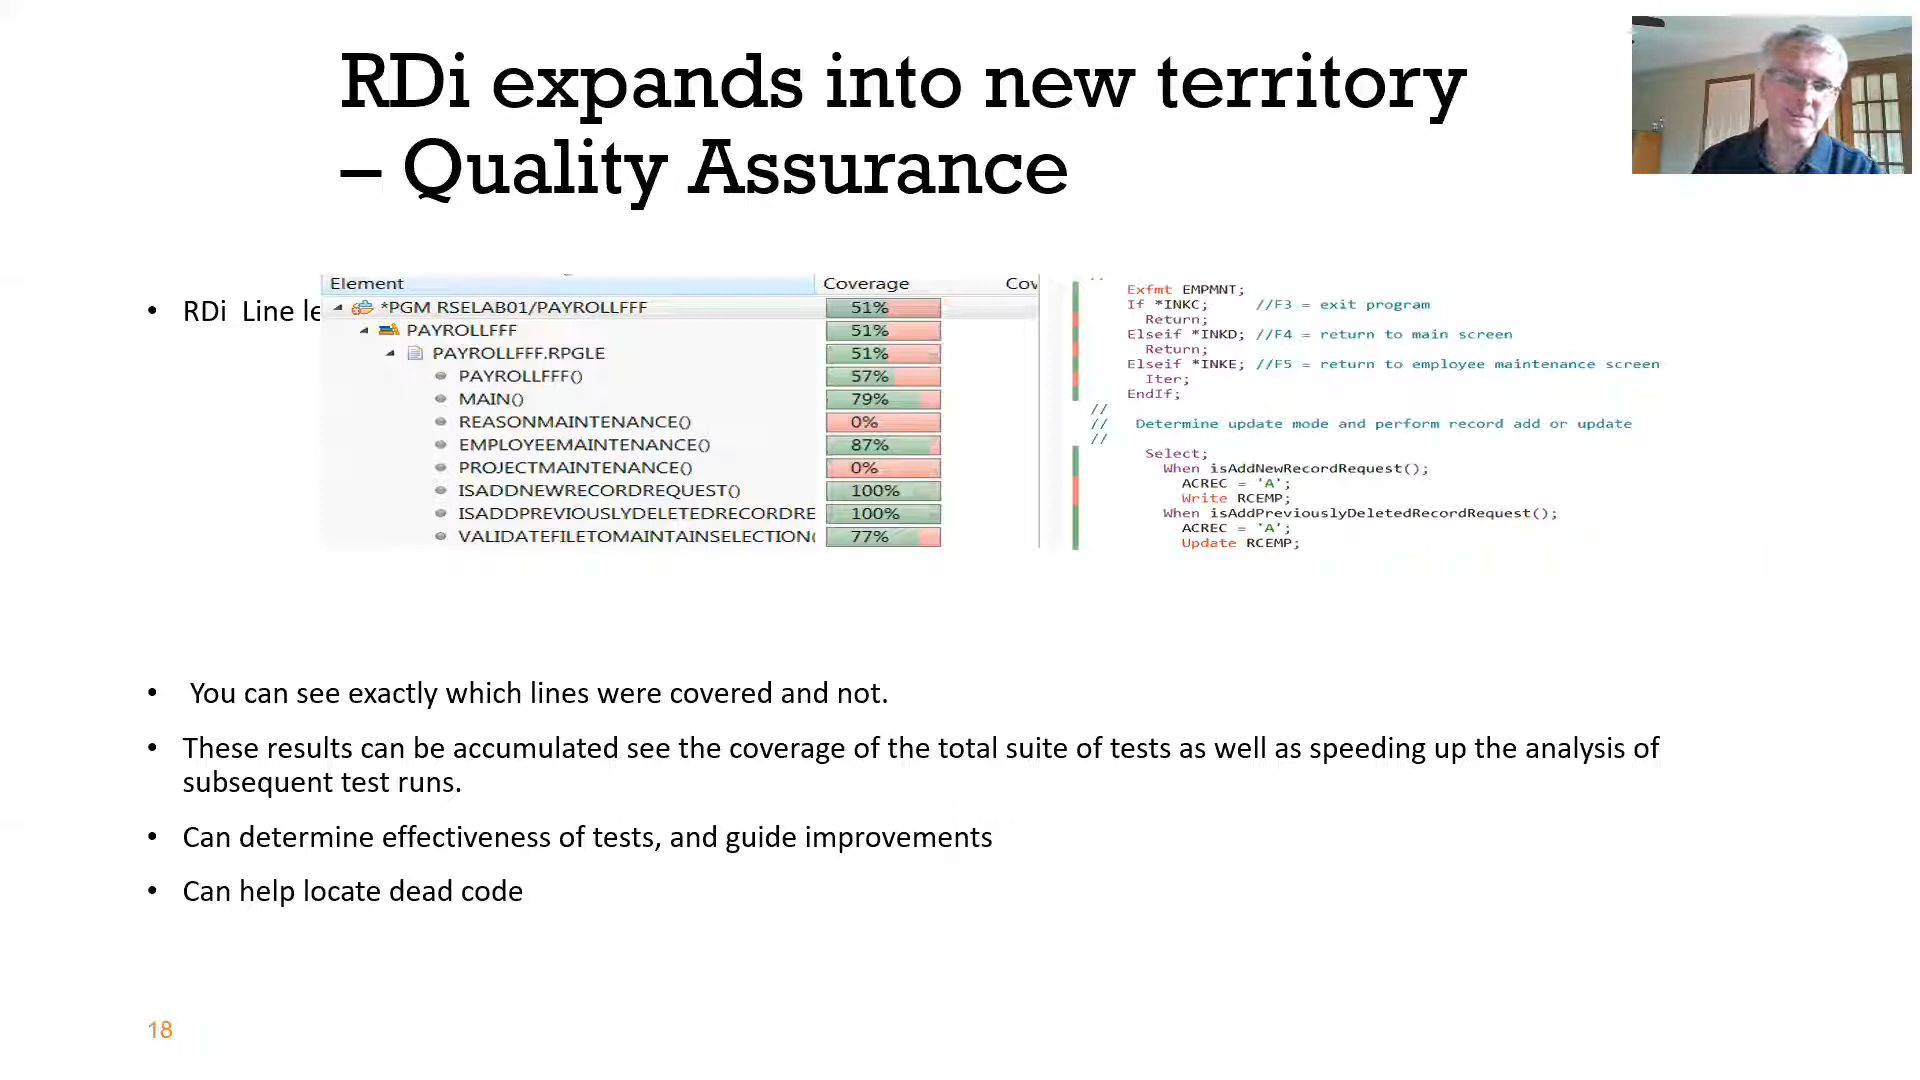 RDi expands into new territory
– Quality Assurance
• RDi Line le
Element Coverage Cov
*PGM RSELAB01/PAYROLLFFF 51%
PAYROLLFFF 51%
PAYROLLFFF.RPGLE 51%
PAYROLLFFF() 57%
MAIN() 79%
REASONMAINTENANCE() 0%
EMPLOYEEMAINTENANCE() 87%
PROJECTMAINTENANCE() 0%
ISADDNEWRECORDREQUEST() 100%
ISADDPREVIOUSLYDELETEDRECORDRE 100%
VALIDATEFILETOMAINTAINSELECTION( 77%
//
Exfmt EMPMNT;
If *INKC; //F3 = exit program
Return;
Elseif *INKD; //F4 = return to main screen
Return;
Elseif *INKE; //F5 = return to employee maintenance screen
Iter;
EndIf;
//
// Determine update mode and perform record add or update
//
Select;
When isAddNewRecordRequest();
ACREC = 'A';
Write RCEMP;
When isAddPreviouslyDeletedRecordRequest();
ACREC = 'A';
Update RCEMP;
• You can see exactly which lines were covered and not.
• These results can be accumulated see the coverage of the total suite of tests as well as speeding up the analysis of
subsequent test runs.
• Can determine effectiveness of tests, and guide improvements
• Can help locate dead code
18